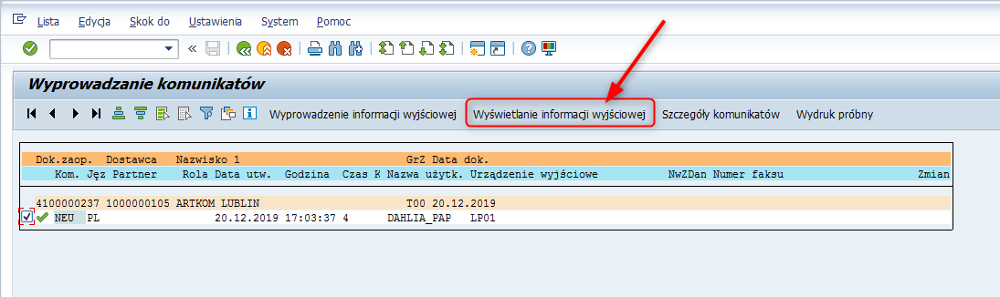 Lista Edycja Skok do Ustawienia System Pomoc
Wyprowadzanie komunikatów
Wyprowadzenie informacji wyjściowej Wyświetlanie informacji wyjściowej Szczegóły komunikatów Wydruk próbny
Dok.zaop. Dostawca Nazwisko 1 GrZ Data dok.
Kom. Jęz Partner Rola Data utw. Godzina Czas K Nazwa użytk. Urządzenie wyjściowe NwZDan Numer faksu Zmian
4100000237 1000000105 ARTKOM LUBLIN T00 20.12.2019
NEU PL 20.12.2019 17:03:37 4 DAHLIA_PAP LP01